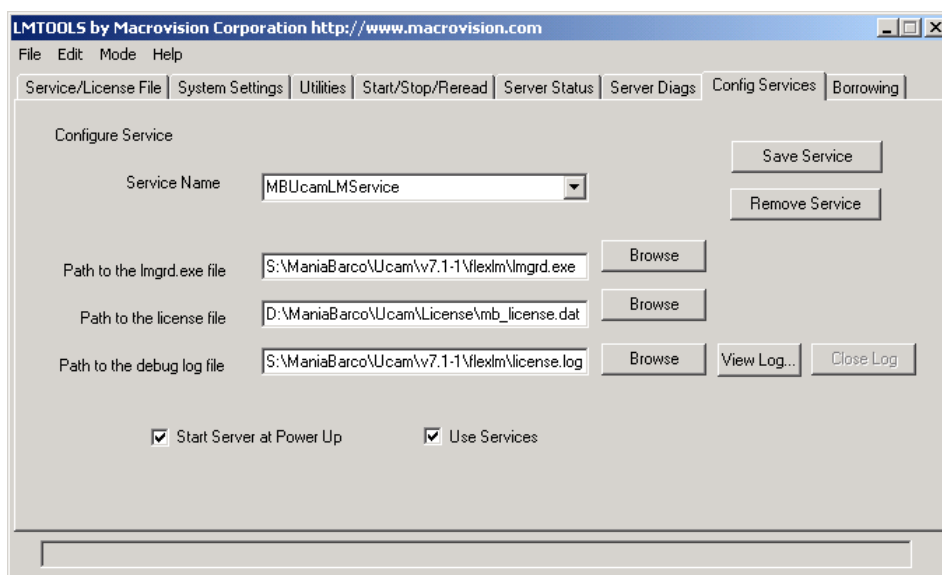 LMTOOLS by Macrovision Corporation http://www.macrovision.com
File Edit Mode Help
Service/License File System Settings Utilities Start/Stop/Reread Server Status Server Diags Config Services Borrowing
Configure Service
Save Service
Service Name MBUcamLMService
Remove Service
Path to the lmgrd.exe file S:\ManiaBarco\Ucam\v7.1-1\flexlm\lmgrd.exe Browse
Path to the license file D:\ManiaBarco\Ucam\License\mb_license.dat Browse
Path to the debug log file S:\ManiaBarco\Ucam\v7.1-1\flexlm\license.log Browse View Log... Close Log
Start Server at Power Up Use Services